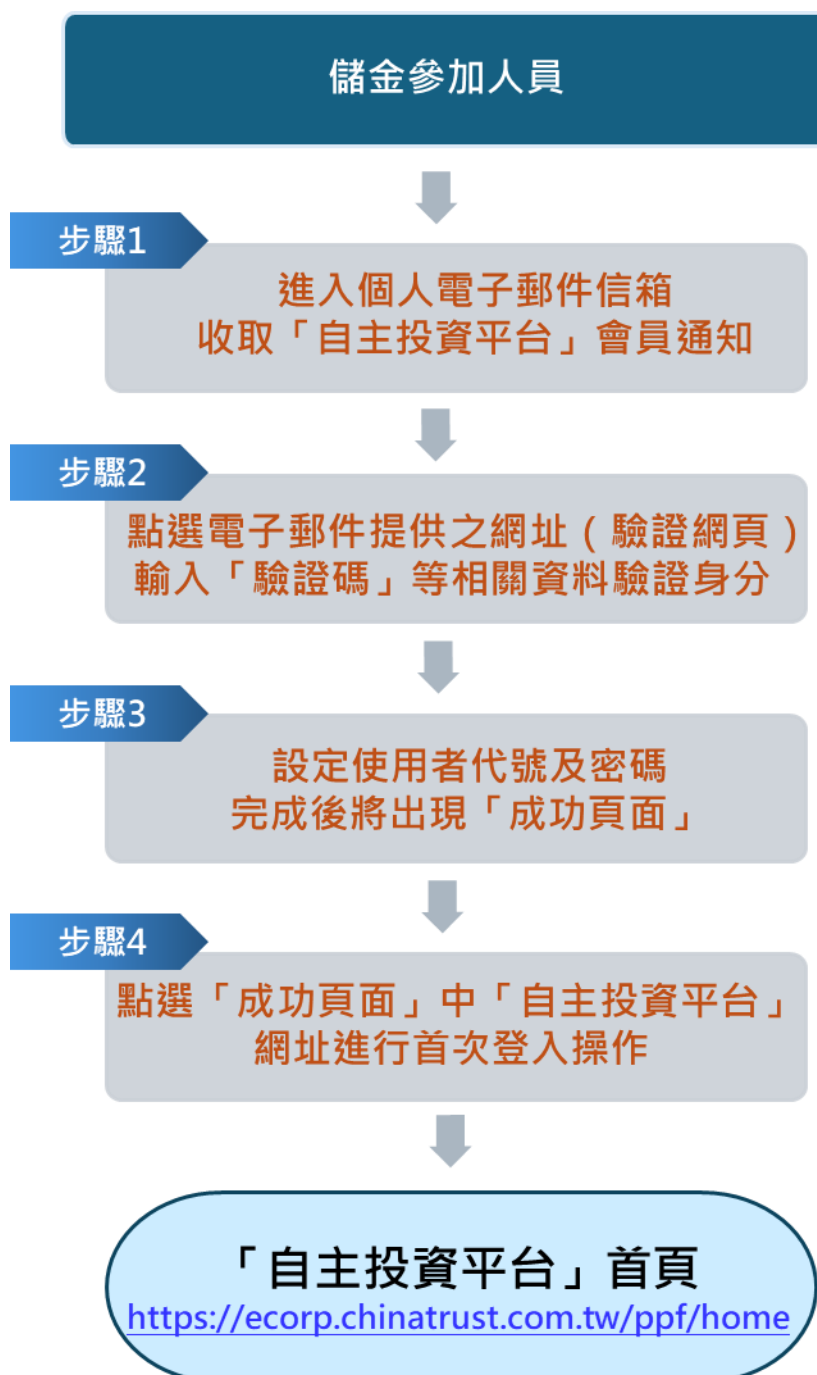 儲金參加人員
步驟1
進入個人電子郵件信箱
收取「自主投資平台」會員通知
步驟2
點選電子郵件提供之網址(驗證網頁)
輸入「驗證碼」等相關資料驗證身分
步驟3
設定使用者代號及密碼
完成後將出現「成功頁面」
步驟4
點選「成功頁面」中「自主投資平台」
網址進行首次登入操作
「自主投資平台」首頁
https://ecorp.chinatrust.com.tw/ppf/home